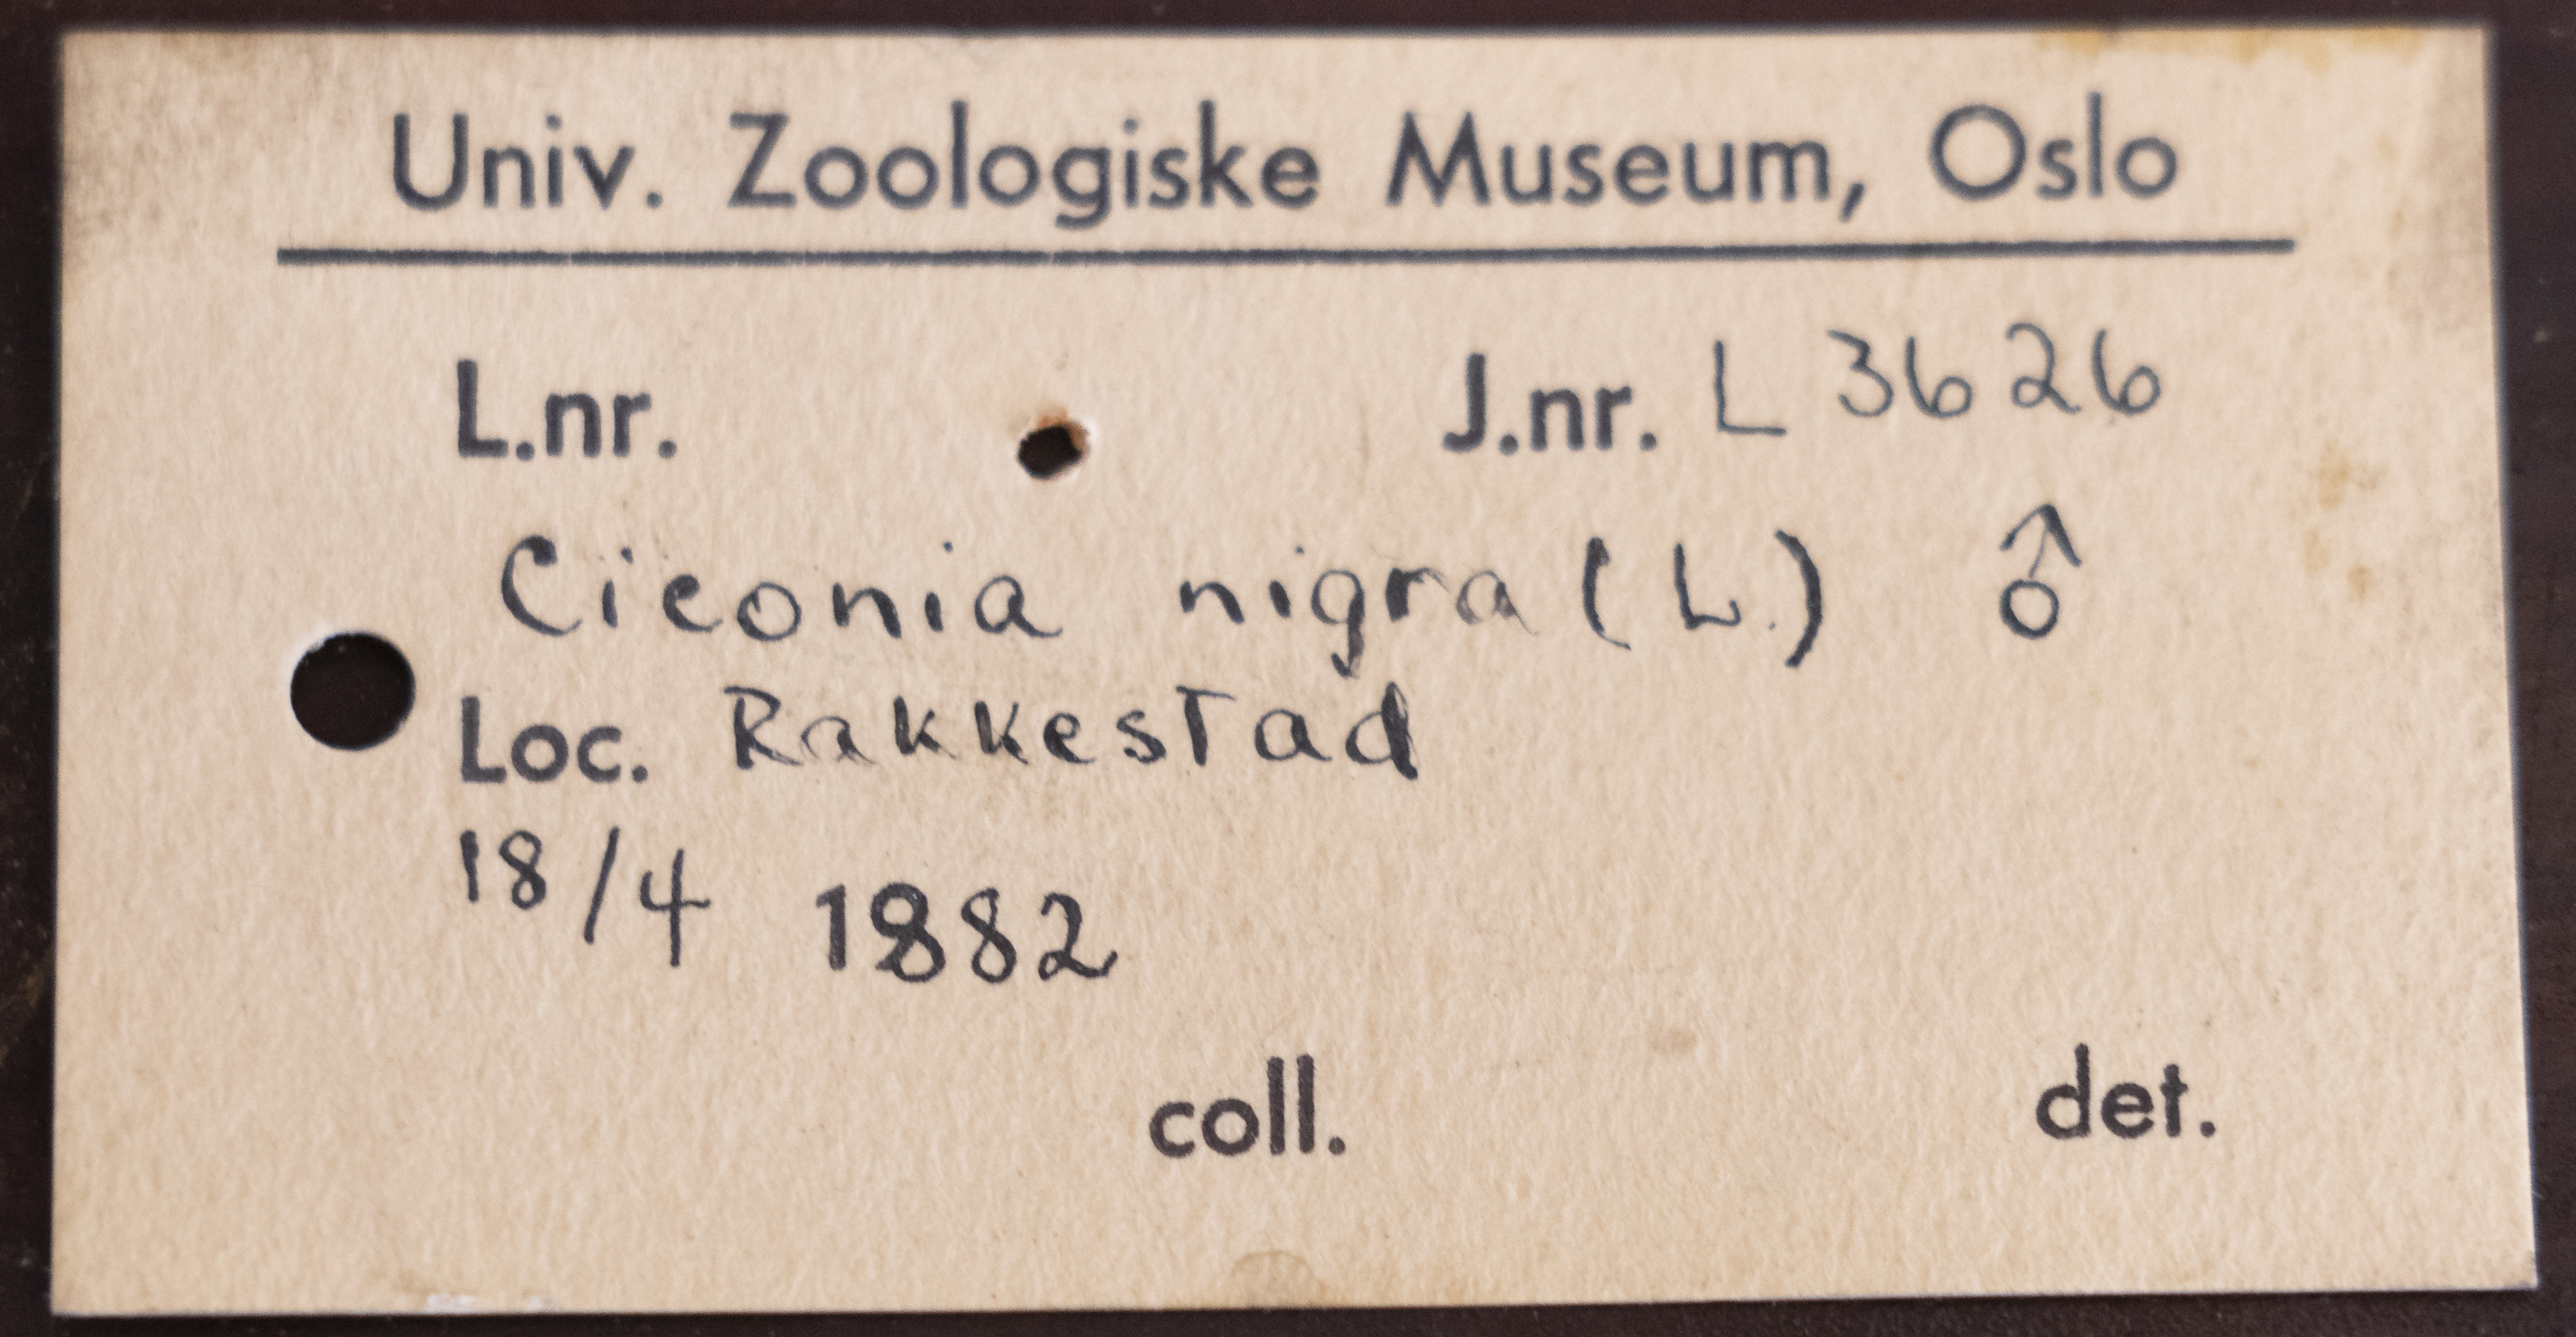 Univ. Zoologiske Museum, Oslo
L.nr. J.nr. L 3626
Ciconia nigra (L.) ♂
Loc. Rakkestad
18/4 1882
coll. det.